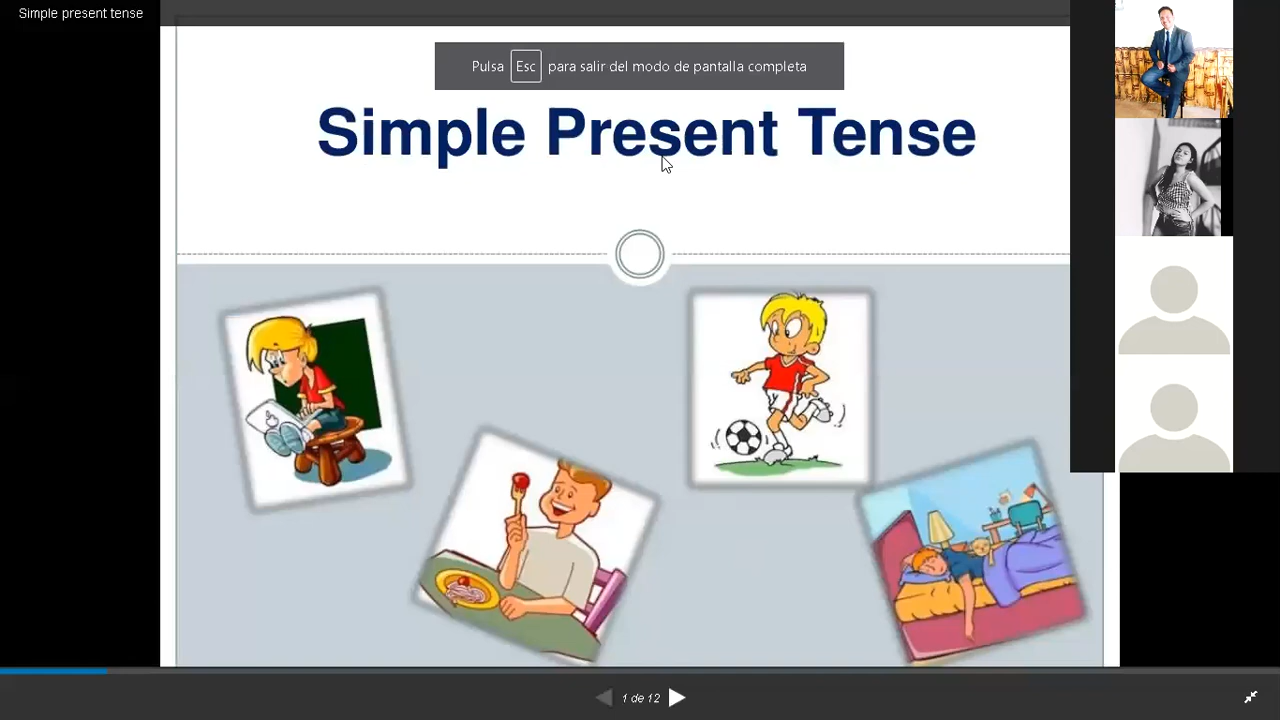 Simple present tense
Pulsa Esc para salir del modo de pantalla completa
Simple Present Tense
1 de 12